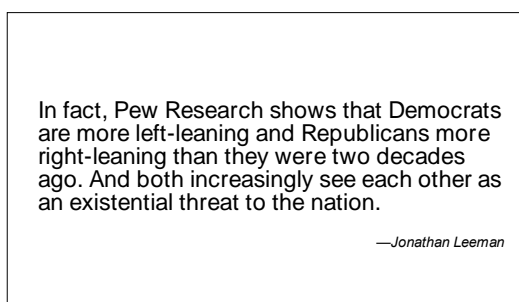 In fact, Pew Research shows that Democrats
are more left-leaning and Republicans more
right-leaning than they were two decades
ago. And both increasingly see each other as
an existential threat to the nation.
—Jonathan Leeman